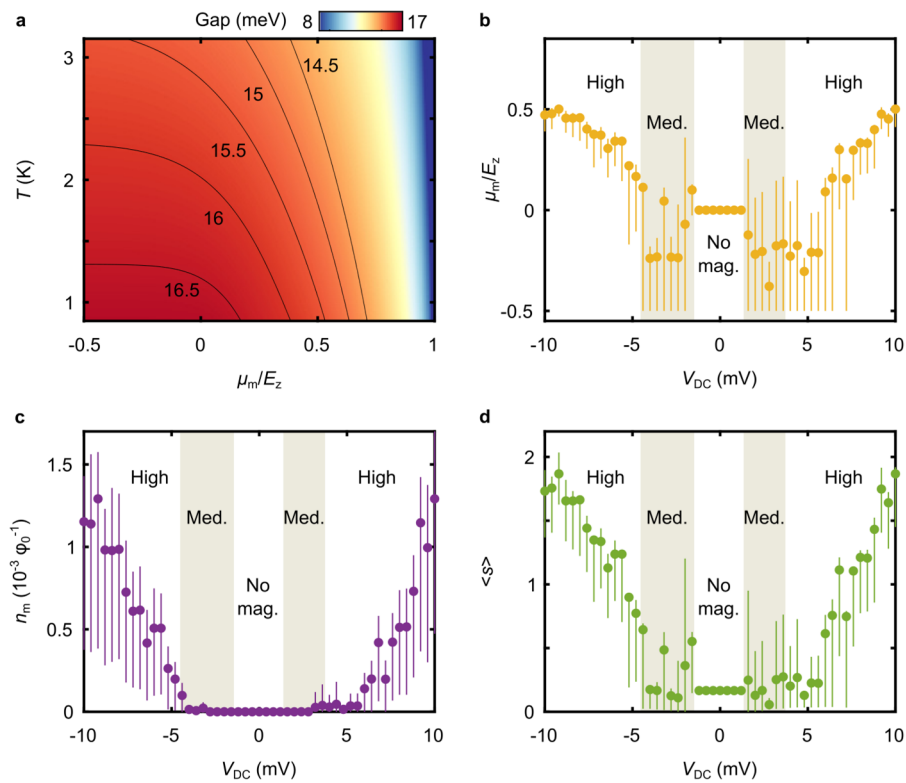 a
Gap (meV) 8 17
3
2
1
T (K)
14.5
15
15.5
16
16.5
-0.5 0 0.5 1
μm/Ez
b
High
Med.
No
mag.
Med.
High
0.5
0
-0.5
μm/Ez
-10 -5 0 5 10
VDC (mV)
c
High
Med.
No
mag.
Med.
High
1.5
1
0.5
0
nm (10⁻³ φ0⁻¹)
-10 -5 0 5 10
VDC (mV)
d
High
Med.
No
mag.
Med.
High
2
1
0
<s>
-10 -5 0 5 10
VDC (mV)